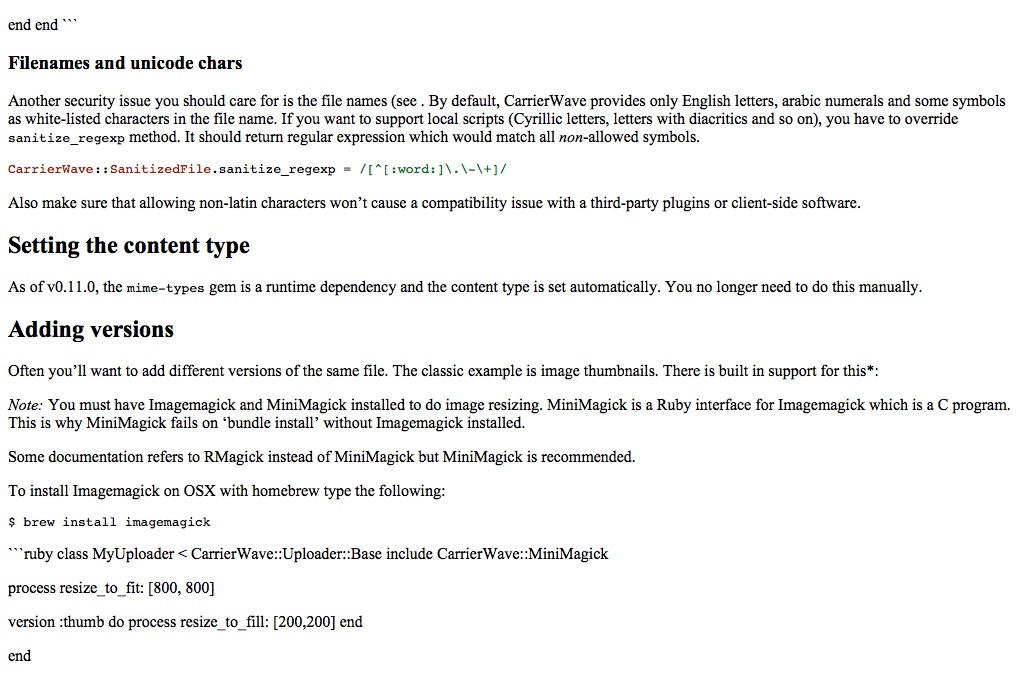 end end ```
Filenames and unicode chars
Another security issue you should care for is the file names (see . By default, CarrierWave provides only English letters, arabic numerals and some symbols
as white-listed characters in the file name. If you want to support local scripts (Cyrillic letters, letters with diacritics and so on), you have to override
sanitize_regexp method. It should return regular expression which would match all non-allowed symbols.
CarrierWave::SanitizedFile.sanitize_regexp = /[^[:word:]\.\-\+]/
Also make sure that allowing non-latin characters won’t cause a compatibility issue with a third-party plugins or client-side software.
Setting the content type
As of v0.11.0, the mime-types gem is a runtime dependency and the content type is set automatically. You no longer need to do this manually.
Adding versions
Often you’ll want to add different versions of the same file. The classic example is image thumbnails. There is built in support for this*:
Note: You must have Imagemagick and MiniMagick installed to do image resizing. MiniMagick is a Ruby interface for Imagemagick which is a C program.
This is why MiniMagick fails on ‘bundle install’ without Imagemagick installed.
Some documentation refers to RMagick instead of MiniMagick but MiniMagick is recommended.
To install Imagemagick on OSX with homebrew type the following:
$ brew install imagemagick
```ruby class MyUploader < CarrierWave::Uploader::Base include CarrierWave::MiniMagick
process resize_to_fit: [800, 800]
version :thumb do process resize_to_fill: [200,200] end
end